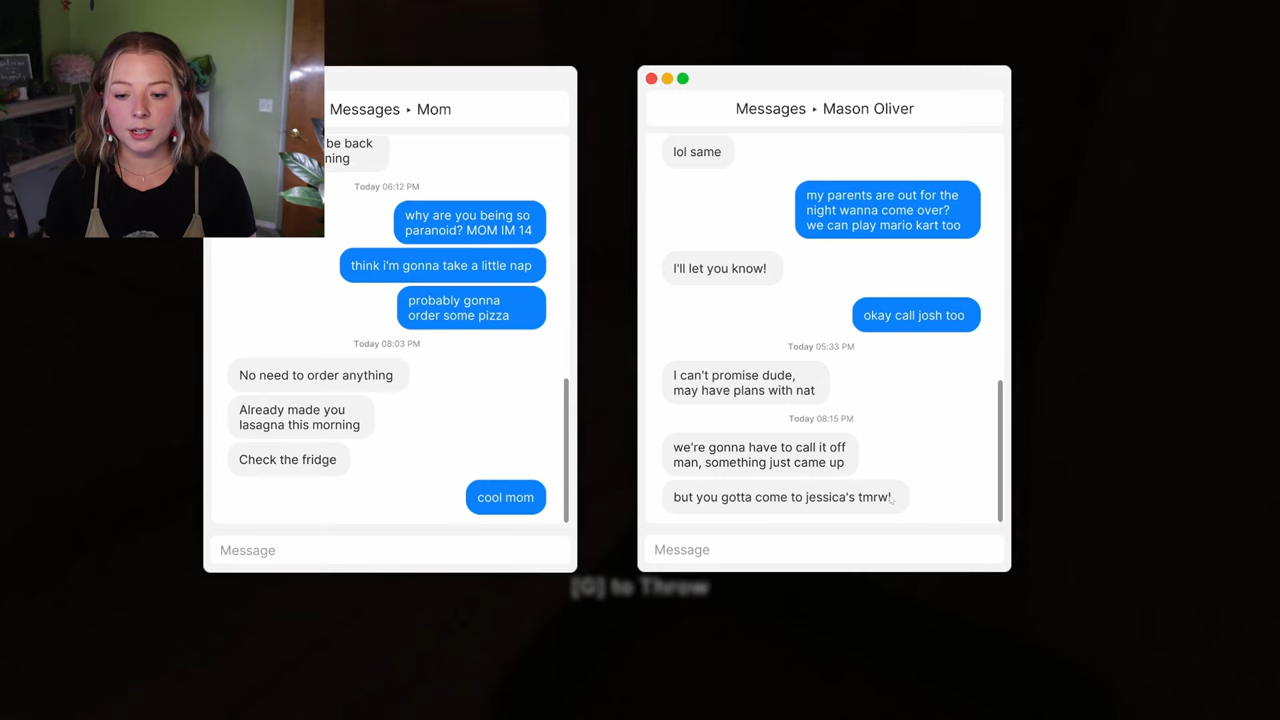 Messages ▸ Mom
be back
ning
Today 06:12 PM
why are you being so
paranoid? MOM IM 14
think i'm gonna take a little nap
probably gonna
order some pizza
Today 08:03 PM
No need to order anything
Already made you
lasagna this morning
Check the fridge
cool mom
Message
Messages ▸ Mason Oliver
lol same
my parents are out for the
night wanna come over?
we can play mario kart too
I'll let you know!
okay call josh too
Today 05:33 PM
I can't promise dude,
may have plans with nat
Today 08:15 PM
we're gonna have to call it off
man, something just came up
but you gotta come to jessica's tmrw!
Message
[G] to Throw